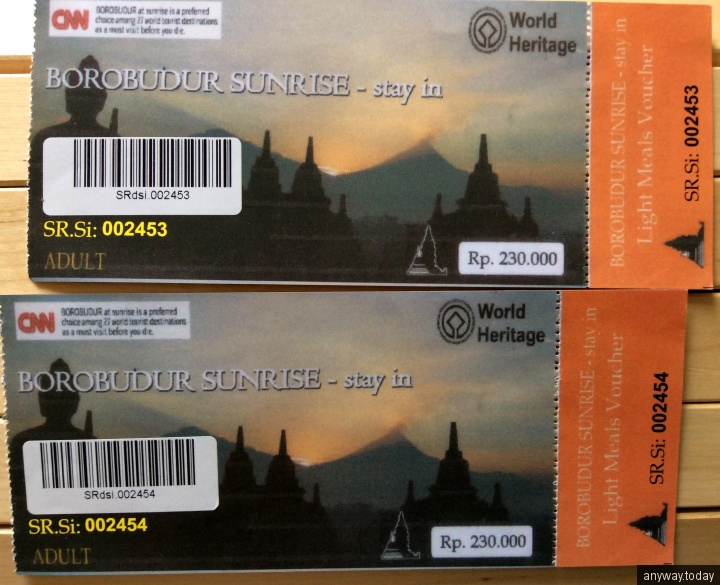 CNN
BOROBUDUR at sunrise is a preferred
choice among 27 world tourist destinations
as a must visit before you die.
World
Heritage
BOROBUDUR SUNRISE - stay in
SRdsi.002453
SR.Si: 002453
ADULT
Rp. 230.000
BOROBUDUR SUNRISE - stay in
Light Meals Voucher
SR.Si: 002453
CNN
BOROBUDUR at sunrise is a preferred
choice among 27 world tourist destinations
as a must visit before you die.
World
Heritage
BOROBUDUR SUNRISE - stay in
SRdsi.002454
SR.Si: 002454
ADULT
Rp. 230.000
BOROBUDUR SUNRISE - stay in
Light Meals Voucher
SR.Si: 002454
anyway.today